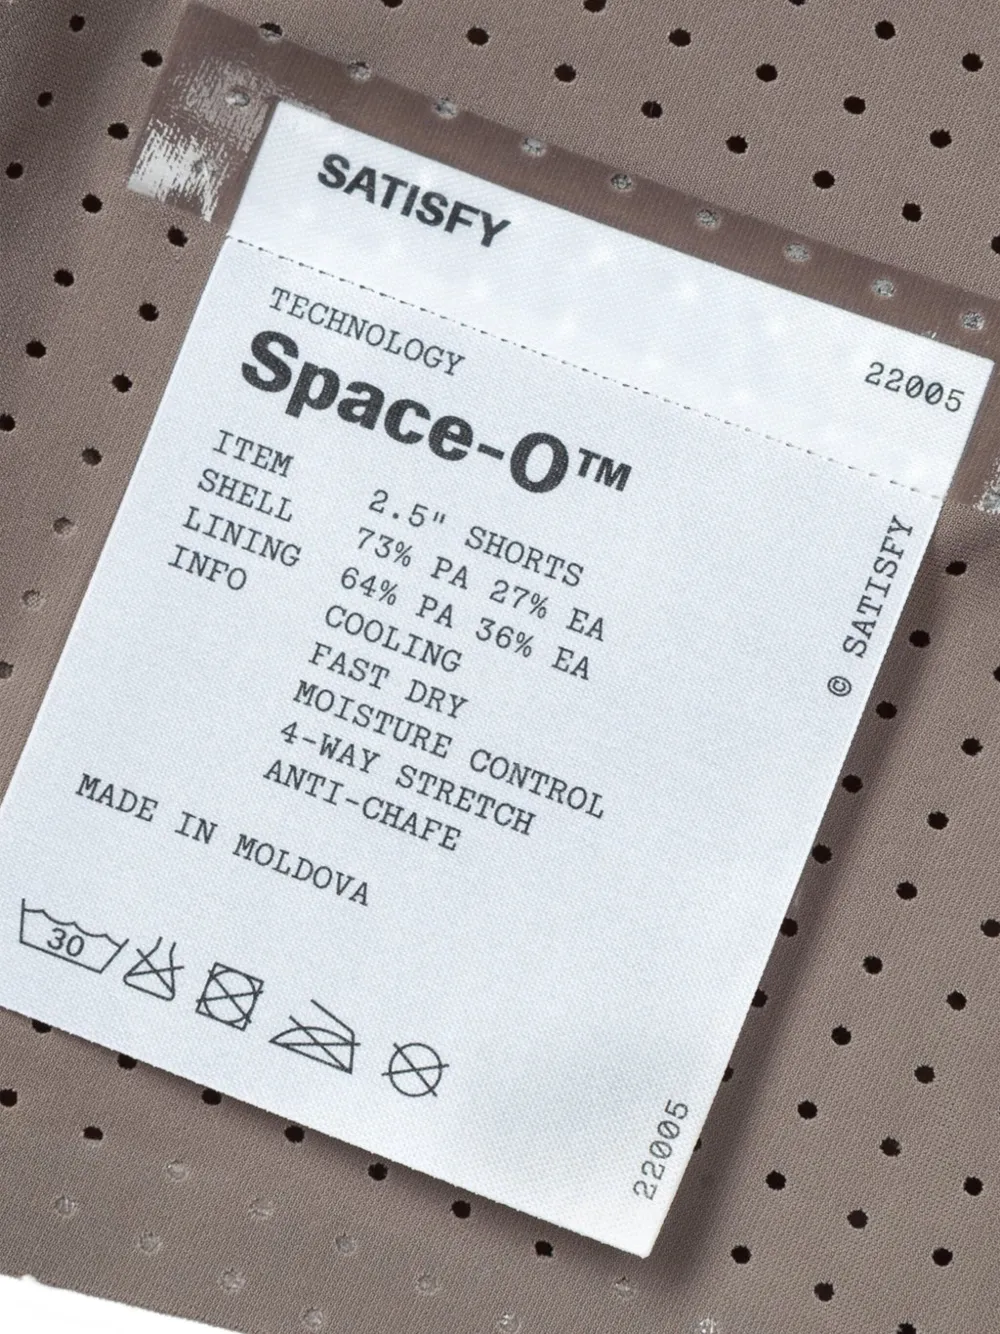 SATISFY
22005
TECHNOLOGY
Space-O™
ITEM 2.5" SHORTS
SHELL 73% PA 27% EA
LINING 64% PA 36% EA
INFO COOLING
FAST DRY
MOISTURE CONTROL
4-WAY STRETCH
ANTI-CHAFE
MADE IN MOLDOVA
30
© SATISFY
22005